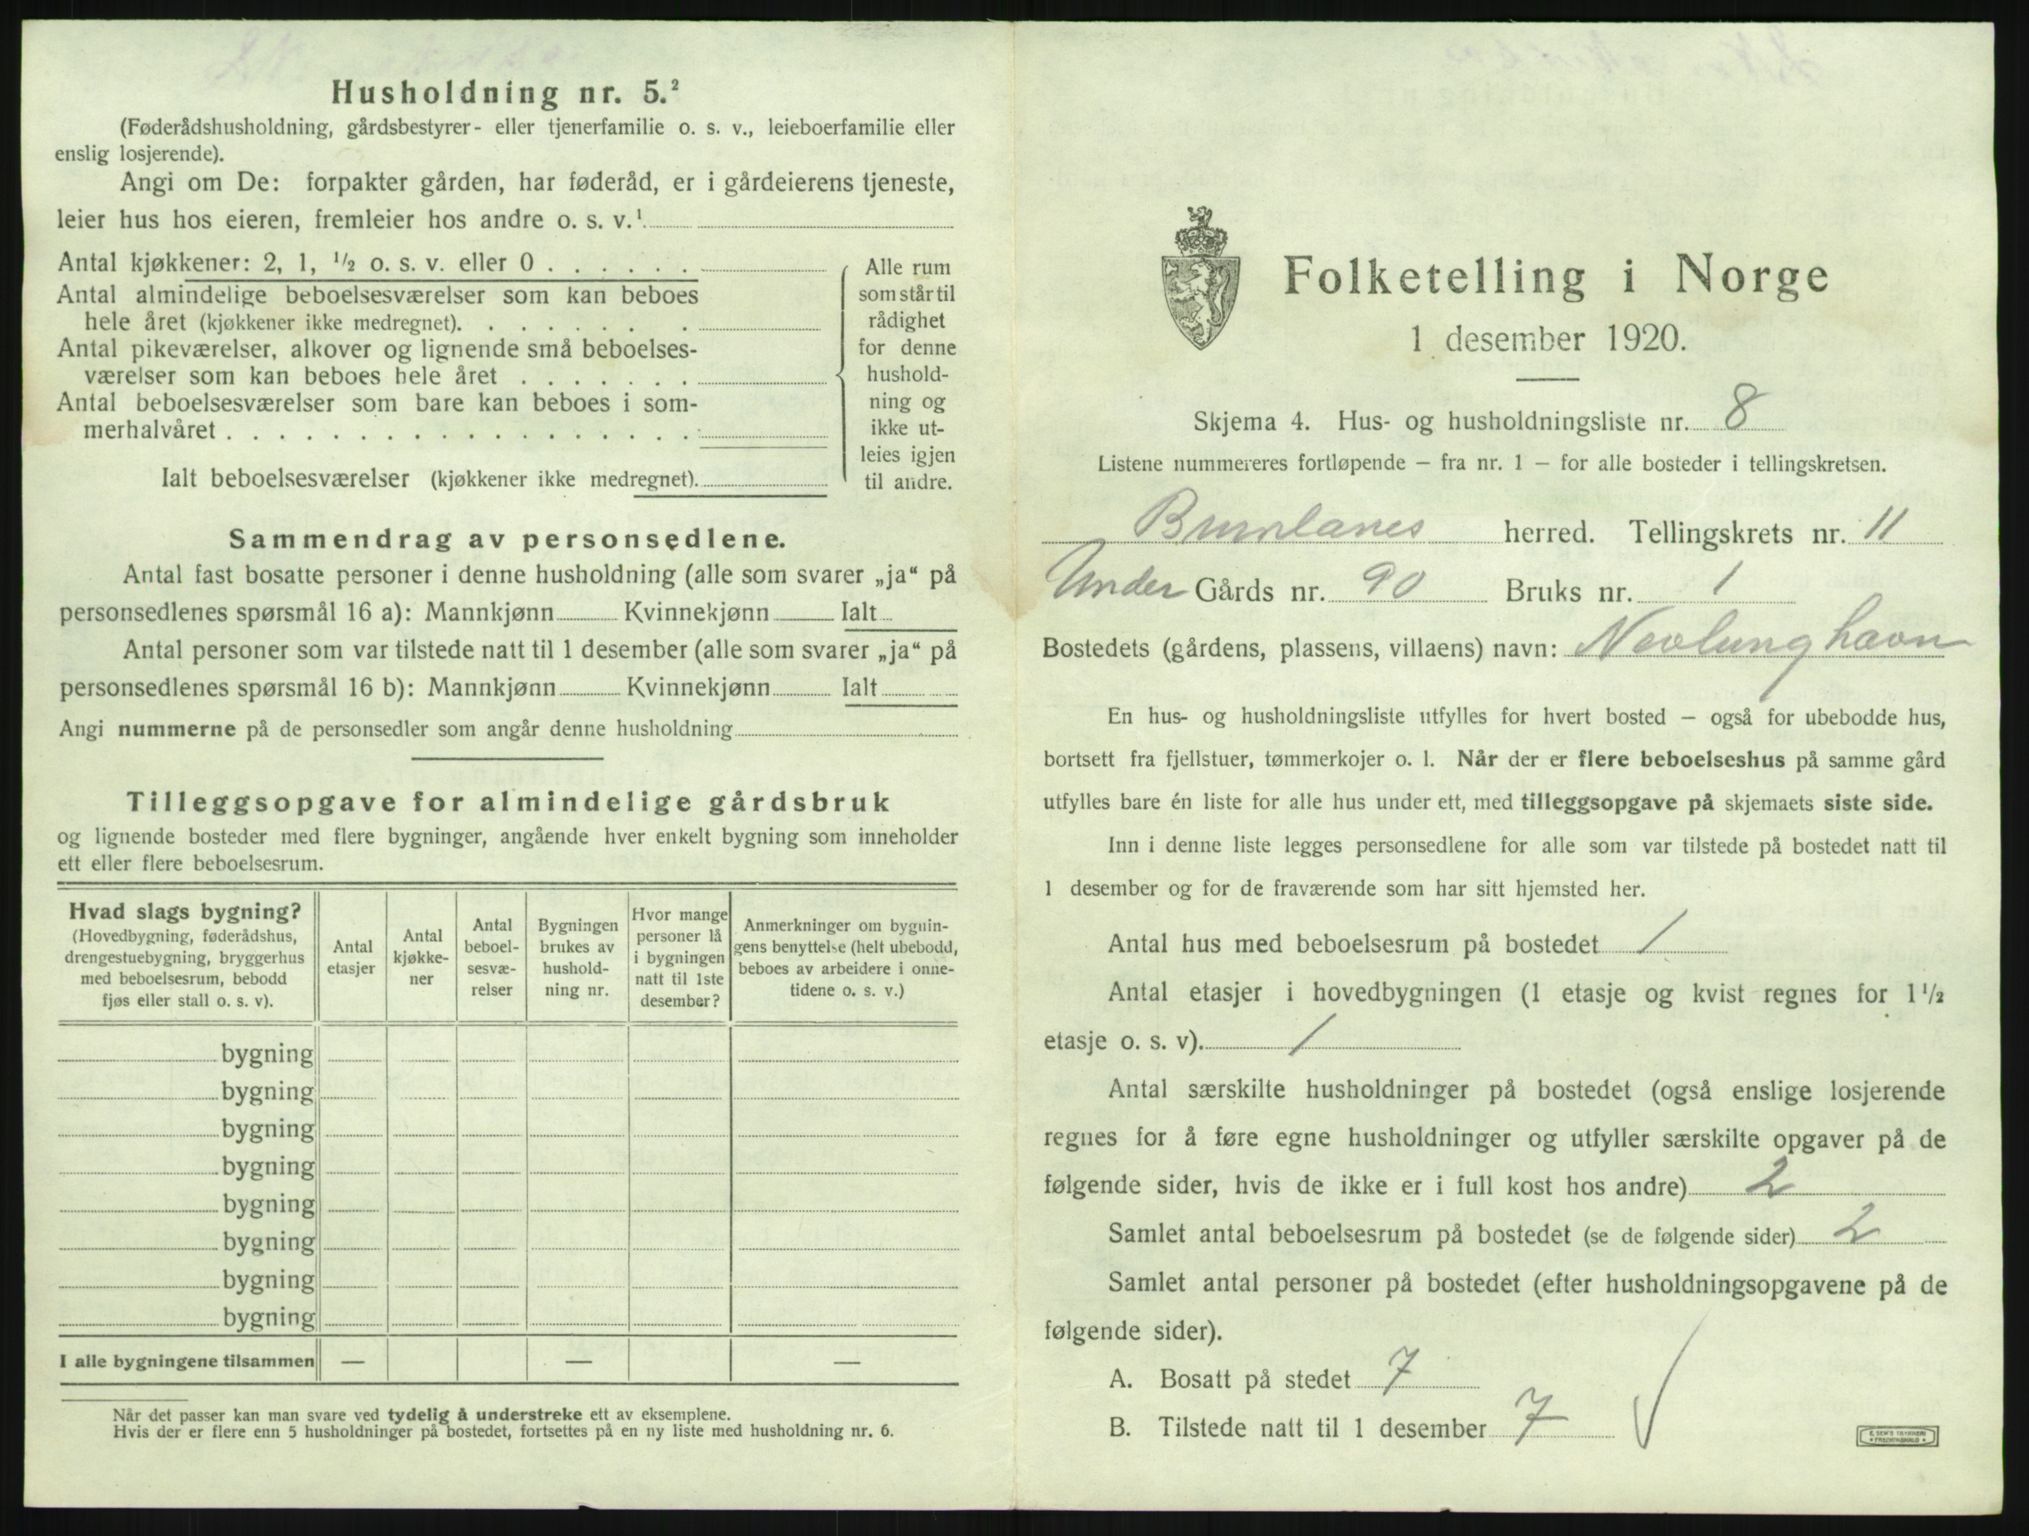 Husholdning nr. 5.²
(Føderådshusholdning, gårdsbestyrer- eller tjenerfamilie o. s. v., leieboerfamilie eller
enslig losjerende).
Angi om De: forpakter gården, har føderåd, er i gårdeierens tjeneste,
leier hus hos eieren, fremleier hos andre o. s. v.¹
Antal kjøkkener: 2, 1, ½ o. s. v. eller 0 . . . . . .
Antal almindelige beboelsesværelser som kan beboes
hele året (kjøkkener ikke medregnet). . . . . . . .
Antal pikeværelser, alkover og lignende små beboelses-
værelser som kan beboes hele året . . . . . . .
Antal beboelsesværelser som bare kan beboes i som-
merhalvåret . . . . . . . . . . . . . . . . . .
Ialt beboelsesværelser (kjøkkener ikke medregnet).
Alle rum
som står til
rådighet
for denne
hushold-
ning og
ikke ut-
leies igjen
til andre.
Sammendrag av personsedlene.
Antal fast bosatte personer i denne husholdning (alle som svarer „ja“ på
personsedlenes spørsmål 16 a): Mannkjønn Kvinnekjønn Ialt
Antal personer som var tilstede natt til 1 desember (alle som svarer „ja“ på
personsedlenes spørsmål 16 b): Mannkjønn Kvinnekjønn Ialt
Angi nummerne på de personsedler som angår denne husholdning
Tilleggsopgave for almindelige gårdsbruk
og lignende bosteder med flere bygninger, angående hver enkelt bygning som inneholder
ett eller flere beboelsesrum.
Hvad slags bygning?
(Hovedbygning, føderådshus,
drengestuebygning, bryggerhus
med beboelsesrum, bebodd
fjøs eller stall o. s. v).
Antal
etasjer
Antal
kjøkke-
ner
Antal
beboel-
sesvæ-
relser
Bygningen
brukes av
hushold-
ning nr.
Hvor mange
personer lå
i bygningen
natt til 1ste
desember?
Anmerkninger om bygnin-
gens benyttelse (helt ubebodd,
beboes av arbeidere i onne-
tidene o. s. v.)
bygning
bygning
bygning
bygning
bygning
bygning
bygning
bygning
I alle bygningene tilsammen — — —
Når det passer kan man svare ved tydelig å understreke ett av eksemplene.
Hvis der er flere enn 5 husholdninger på bostedet, fortsettes på en ny liste med husholdning nr. 6.
Folketelling i Norge
1 desember 1920.
Skjema 4. Hus- og husholdningsliste nr. 8
Listene nummereres fortløpende – fra nr. 1 – for alle bosteder i tellingskretsen.
Brunlanes herred. Tellingskrets nr. 11
Under Gårds nr. 90 Bruks nr. 1
Bostedets (gårdens, plassens, villaens) navn: Nevlunghavn
En hus- og husholdningsliste utfylles for hvert bosted – også for ubebodde hus,
bortsett fra fjellstuer, tømmerkojer o. l. Når der er flere beboelseshus på samme gård
utfylles bare én liste for alle hus under ett, med tilleggsopgave på skjemaets siste side.
Inn i denne liste legges personsedlene for alle som var tilstede på bostedet natt til
1 desember og for de fraværende som har sitt hjemsted her.
Antal hus med beboelsesrum på bostedet 1
Antal etasjer i hovedbygningen (1 etasje og kvist regnes for 1½
etasje o. s. v). 1
Antal særskilte husholdninger på bostedet (også enslige losjerende
regnes for å føre egne husholdninger og utfyller særskilte opgaver på de
følgende sider, hvis de ikke er i full kost hos andre) 2
Samlet antal beboelsesrum på bostedet (se de følgende sider) 2
Samlet antal personer på bostedet (efter husholdningsopgavene på de
følgende sider).
A. Bosatt på stedet 7
B. Tilstede natt til 1 desember 7